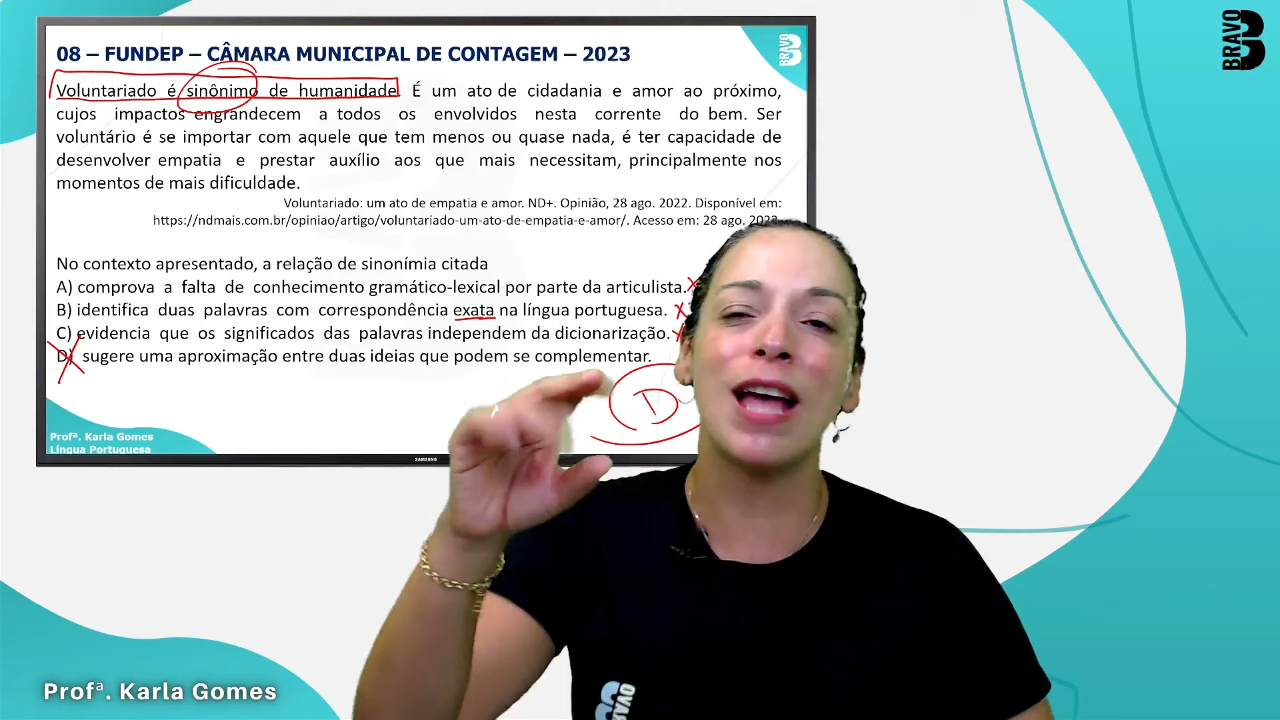 08 – FUNDEP – CÂMARA MUNICIPAL DE CONTAGEM – 2023
Voluntariado é sinônimo de humanidade. É um ato de cidadania e amor ao próximo,
cujos impactos engrandecem a todos os envolvidos nesta corrente do bem. Ser
voluntário é se importar com aquele que tem menos ou quase nada, é ter capacidade de
desenvolver empatia e prestar auxílio aos que mais necessitam, principalmente nos
momentos de mais dificuldade.
Voluntariado: um ato de empatia e amor. ND+. Opinião, 28 ago. 2022. Disponível em:
https://ndmais.com.br/opiniao/artigo/voluntariado-um-ato-de-empatia-e-amor/. Acesso em: 28 ago. 2023.
No contexto apresentado, a relação de sinonímia citada
A) comprova a falta de conhecimento gramático-lexical por parte da articulista.
B) identifica duas palavras com correspondência exata na língua portuguesa.
C) evidencia que os significados das palavras independem da dicionarização.
D) sugere uma aproximação entre duas ideias que podem se complementar.
D
Profª. Karla Gomes
Língua Portuguesa
SAMSUNG
BRAVO
BRAVO
BRAVO
Profª. Karla Gomes